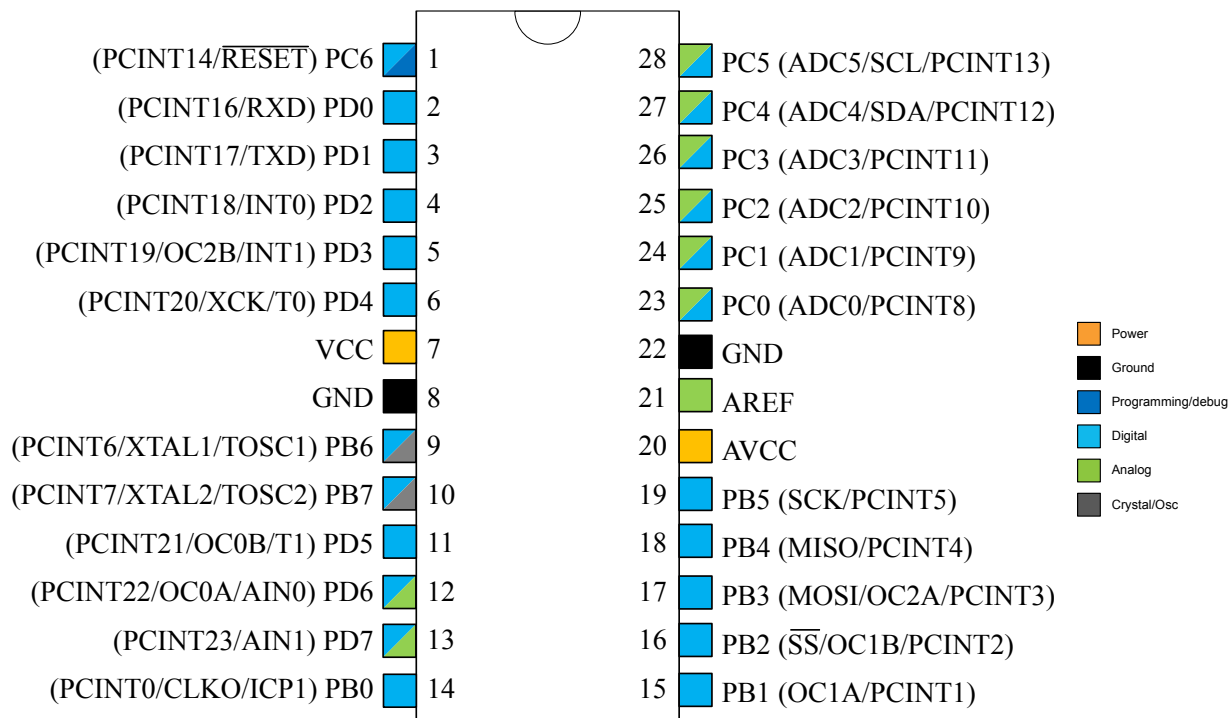 (PCINT14/RESET) PC6 1
(PCINT16/RXD) PD0 2
(PCINT17/TXD) PD1 3
(PCINT18/INT0) PD2 4
(PCINT19/OC2B/INT1) PD3 5
(PCINT20/XCK/T0) PD4 6
VCC 7
GND 8
(PCINT6/XTAL1/TOSC1) PB6 9
(PCINT7/XTAL2/TOSC2) PB7 10
(PCINT21/OC0B/T1) PD5 11
(PCINT22/OC0A/AIN0) PD6 12
(PCINT23/AIN1) PD7 13
(PCINT0/CLKO/ICP1) PB0 14
28 PC5 (ADC5/SCL/PCINT13)
27 PC4 (ADC4/SDA/PCINT12)
26 PC3 (ADC3/PCINT11)
25 PC2 (ADC2/PCINT10)
24 PC1 (ADC1/PCINT9)
23 PC0 (ADC0/PCINT8)
22 GND
21 AREF
20 AVCC
19 PB5 (SCK/PCINT5)
18 PB4 (MISO/PCINT4)
17 PB3 (MOSI/OC2A/PCINT3)
16 PB2 (SS/OC1B/PCINT2)
15 PB1 (OC1A/PCINT1)
Power
Ground
Programming/debug
Digital
Analog
Crystal/Osc